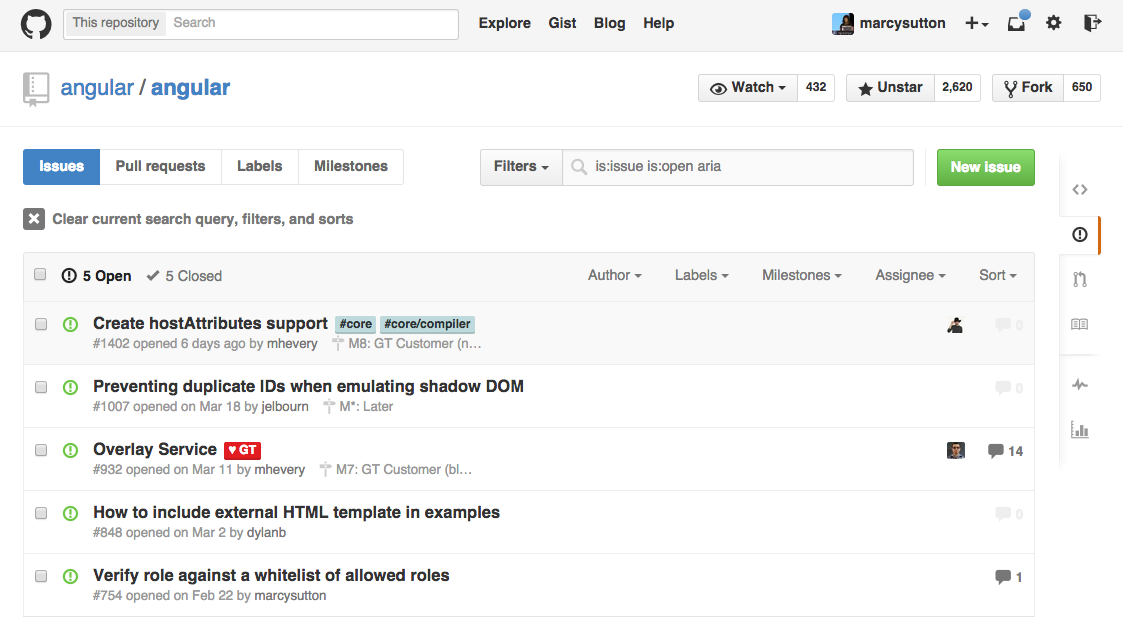 This repository Search Explore Gist Blog Help marcysutton
angular / angular Watch 432 Unstar 2,620 Fork 650
Issues Pull requests Labels Milestones Filters is:issue is:open aria New issue
Clear current search query, filters, and sorts
5 Open 5 Closed Author Labels Milestones Assignee Sort
Create hostAttributes support #core #core/compiler 0
#1402 opened 6 days ago by mhevery M8: GT Customer (n…
Preventing duplicate IDs when emulating shadow DOM 0
#1007 opened on Mar 18 by jelbourn M*: Later
Overlay Service ♥GT 14
#932 opened on Mar 11 by mhevery M7: GT Customer (bl…
How to include external HTML template in examples 0
#848 opened on Mar 2 by dylanb
Verify role against a whitelist of allowed roles 1
#754 opened on Feb 22 by marcysutton